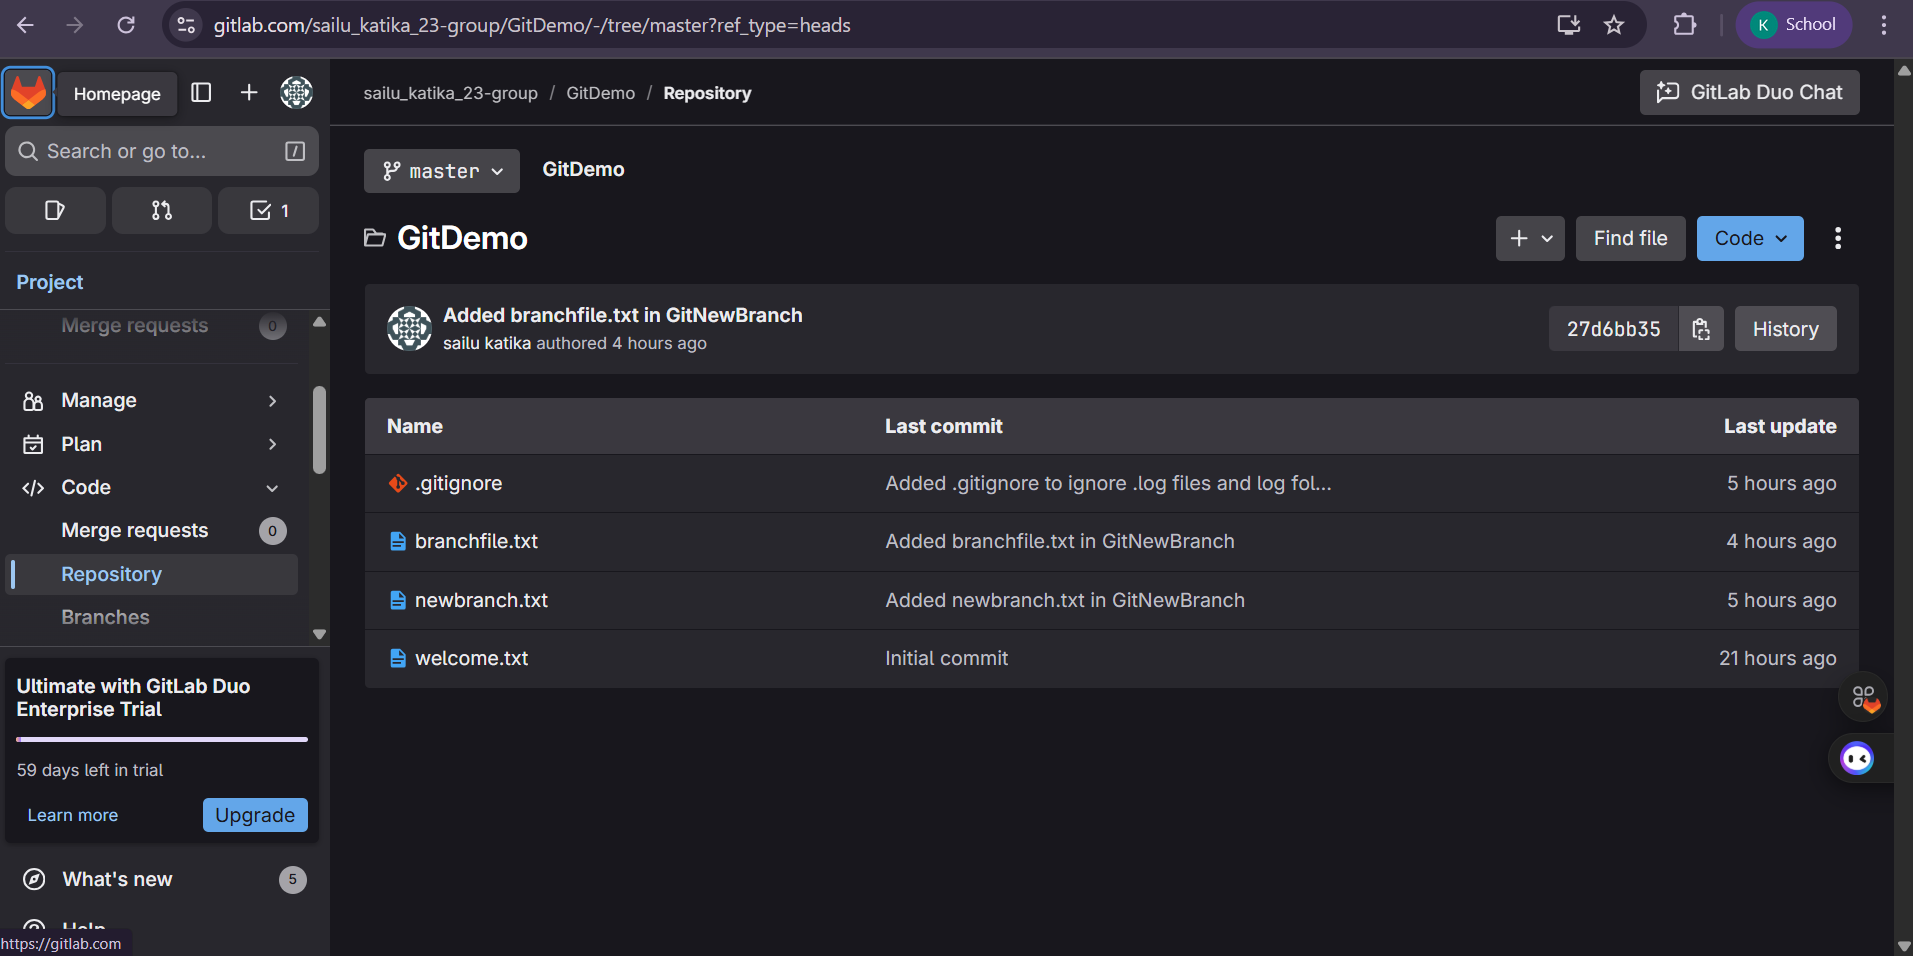 gitlab.com/sailu_katika_23-group/GitDemo/-/tree/master?ref_type=heads
K School
Homepage
sailu_katika_23-group / GitDemo / Repository
GitLab Duo Chat
Search or go to...
/
1
master
GitDemo
GitDemo
Find file
Code
Project
Merge requests 0
Manage
Plan
Code
Merge requests 0
Repository
Branches
Added branchfile.txt in GitNewBranch
sailu katika authored 4 hours ago
27d6bb35
History
Name Last commit Last update
.gitignore Added .gitignore to ignore .log files and log fol... 5 hours ago
branchfile.txt Added branchfile.txt in GitNewBranch 4 hours ago
newbranch.txt Added newbranch.txt in GitNewBranch 5 hours ago
welcome.txt Initial commit 21 hours ago
Ultimate with GitLab Duo
Enterprise Trial
59 days left in trial
Learn more
Upgrade
What's new 5
Help
https://gitlab.com